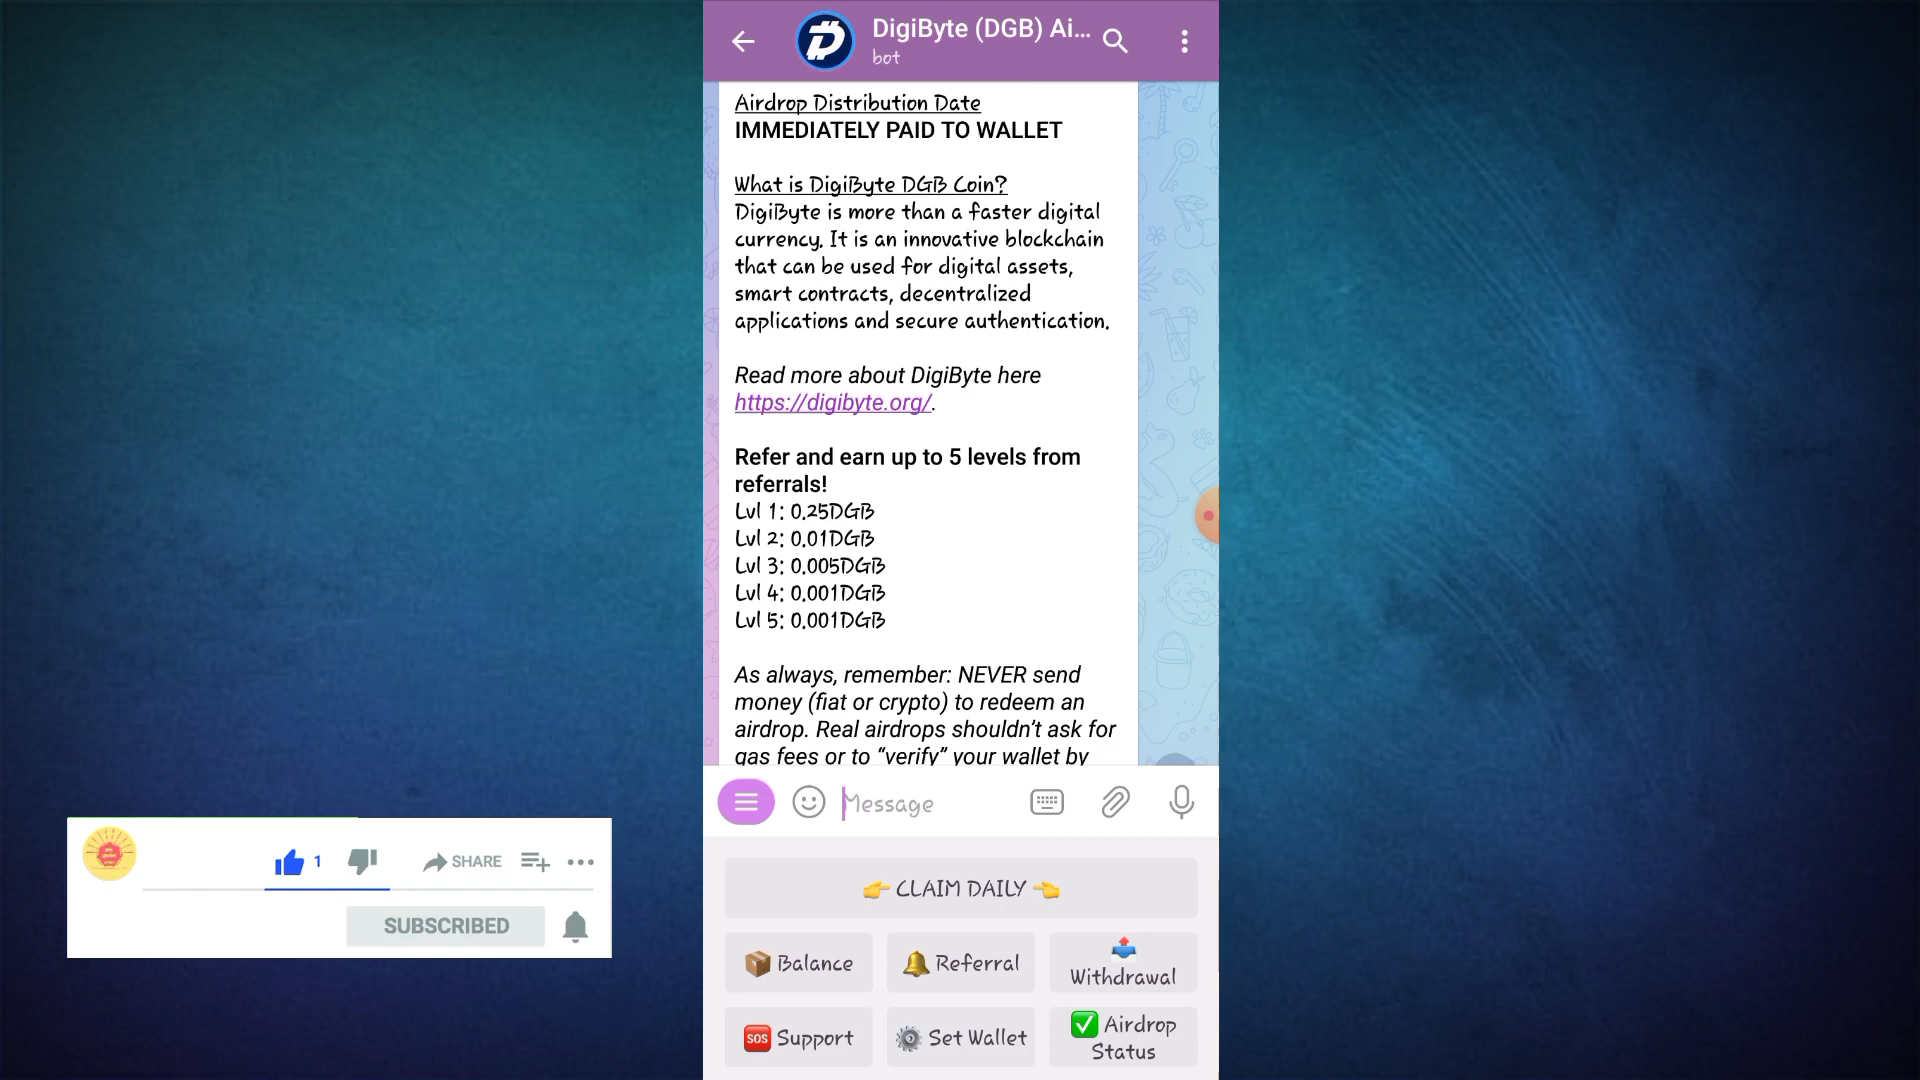 DigiByte (DGB) Ai...
bot
Airdrop Distribution Date
IMMEDIATELY PAID TO WALLET
What is DigiByte DGB Coin?
DigiByte is more than a faster digital
currency. It is an innovative blockchain
that can be used for digital assets,
smart contracts, decentralized
applications and secure authentication.
Read more about DigiByte here
https://digibyte.org/.
Refer and earn up to 5 levels from
referrals!
Lvl 1: 0.25DGB
Lvl 2: 0.01DGB
Lvl 3: 0.005DGB
Lvl 4: 0.001DGB
Lvl 5: 0.001DGB
As always, remember: NEVER send
money (fiat or crypto) to redeem an
airdrop. Real airdrops shouldn't ask for
gas fees or to “verify” your wallet by
Message
👉 CLAIM DAILY 👈
📦 Balance
🔔 Referral
📤
Withdrawal
🆘 Support
⚙️ Set Wallet
✅ Airdrop
Status
1
SHARE
SUBSCRIBED